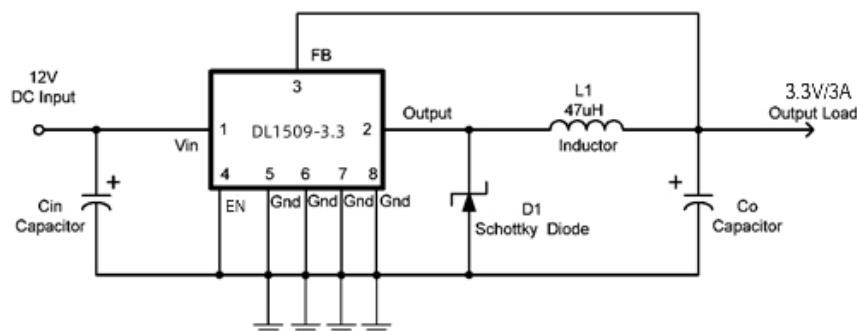 FB
12V
DC Input
3
L1
47uH
3.3V/3A
Output Load
Output
1
DL1509-3.3
2
Vin
Inductor
4
5
6
7
8
+
Cin
Capacitor
EN
Gnd
Gnd
Gnd
Gnd
D1
Schottky Diode
+
Co
Capacitor